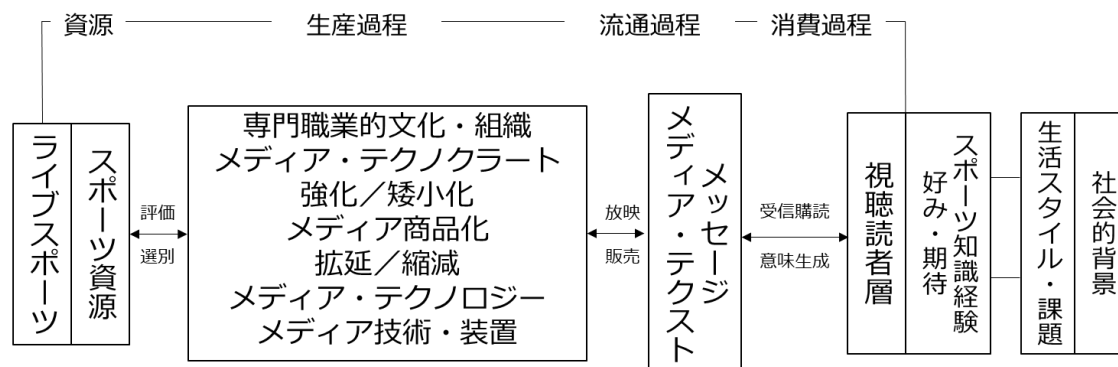 資源
生産過程
流通過程
消費過程
ライブスポーツ
スポーツ資源
評価
選別
専門職業的文化・組織
メディア・テクノクラート
強化／矮小化
メディア商品化
拡延／縮減
メディア・テクノロジー
メディア技術・装置
放映
販売
メッセージ
メディア・テクスト
受信購読
意味生成
視聴読者層
スポーツ知識経験
好み・期待
生活スタイル・課題
社会的背景